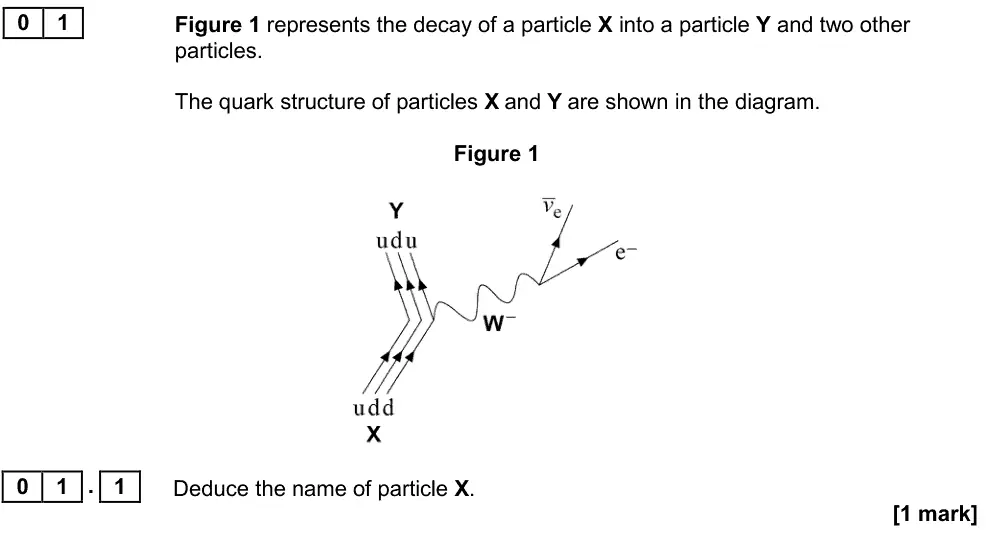 0 1 Figure 1 represents the decay of a particle X into a particle Y and two other
particles.
The quark structure of particles X and Y are shown in the diagram.
Figure 1
Y
udu
ν̅e
e−
W−
udd
X
0 1 . 1 Deduce the name of particle X.
[1 mark]